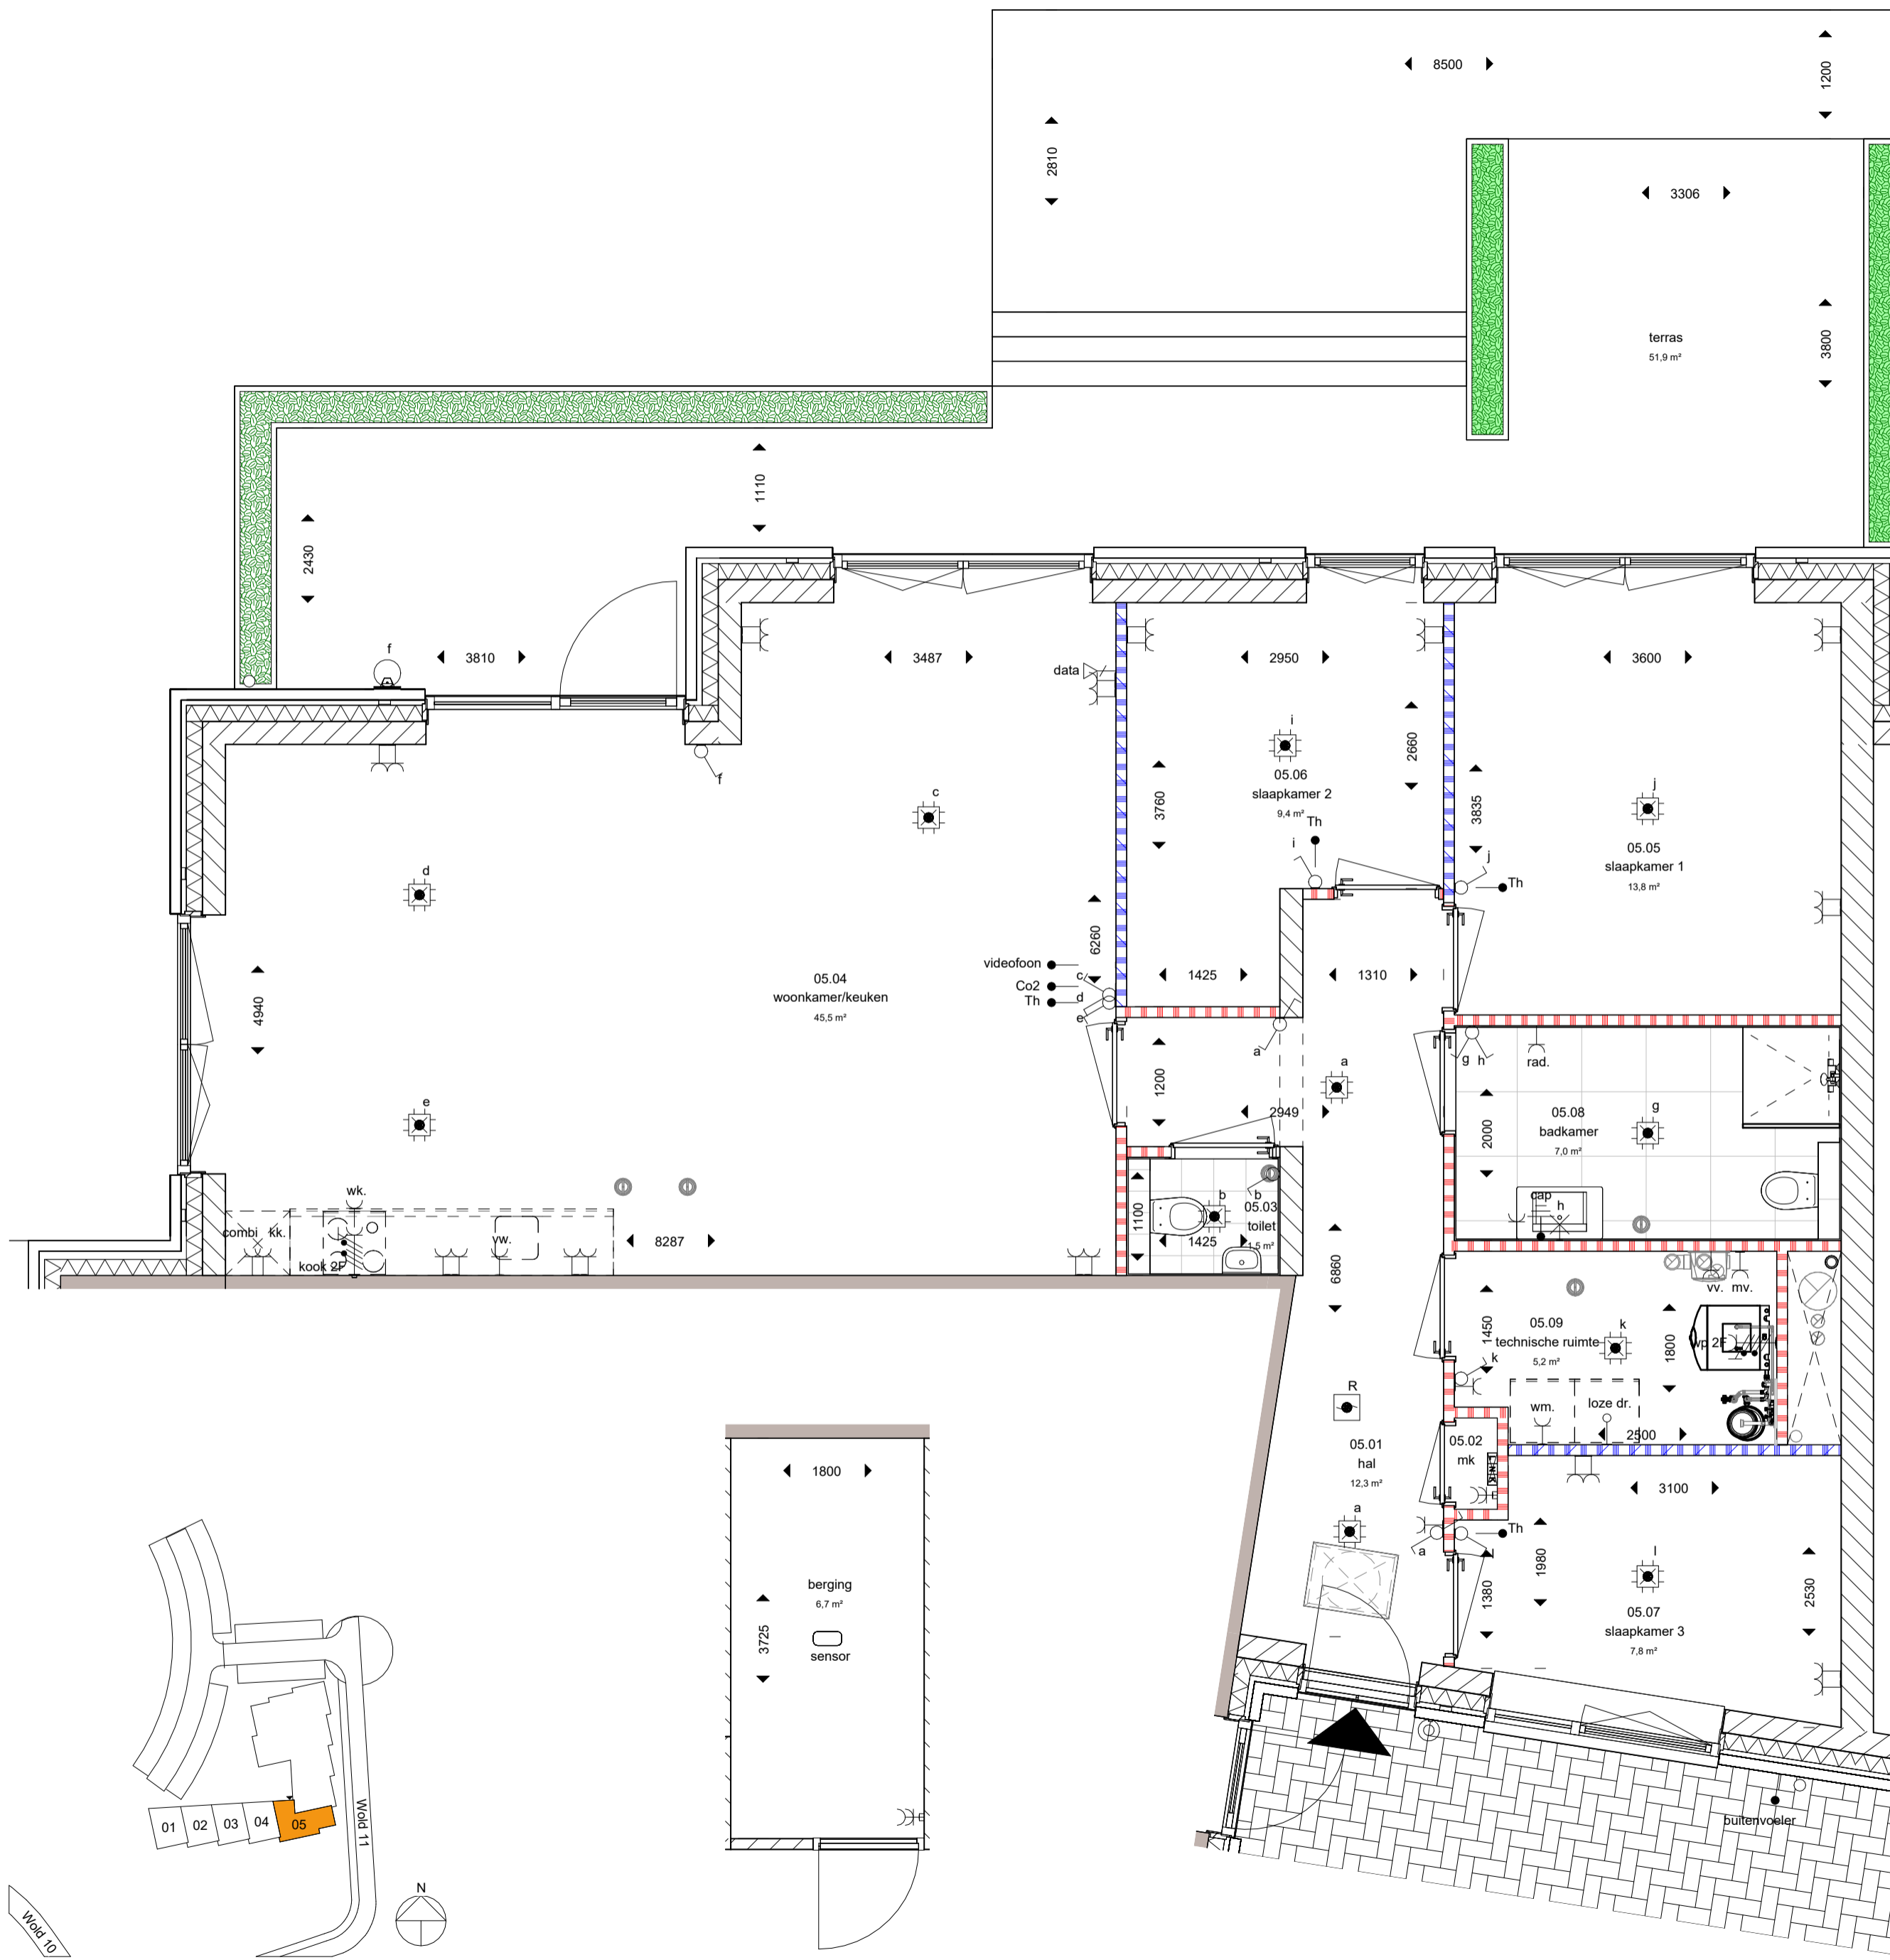 8500
1200
2810
3306
3800
terras
51,9 m²
1110
2430
f
3810
3487
data
2950
3600
2660
i
05.06
slaapkamer 2
9,4 m²
3760
Th
i
3835
j
05.05
slaapkamer 1
13,8 m²
j
Th
f
c
d
6260
videofoon
Co2
Th
c
d
e
05.04
woonkamer/keuken
45,5 m²
4940
1425
1310
a
a
1200
2949
g h
rad.
05.08
badkamer
7,0 m²
g
2000
e
wk.
combi
kk.
vw.
kook 2F
8287
1100
b
b
05.03
toilet
1,5 m²
1425
cap
h
6860
1450
05.09
technische ruimte
5,2 m²
k
k
1800
vv.
mv.
wp 2F
wm.
loze dr.
2500
R
05.01
hal
12,3 m²
05.02
mk
3100
a
a
l
Th
1980
1380
2530
l
05.07
slaapkamer 3
7,8 m²
1800
berging
6,7 m²
3725
sensor
buitenvoeler
01
02
03
04
05
Wold 11
Wold 10
N